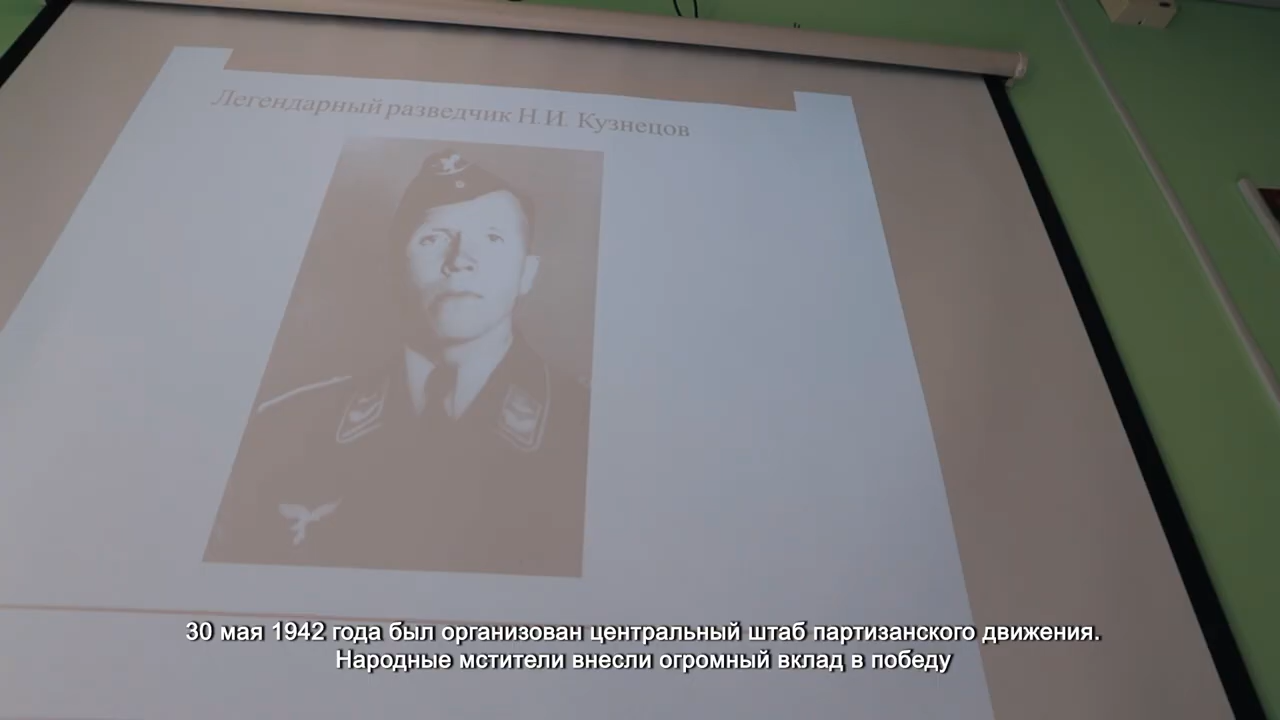 Легендарный разведчик Н.И. Кузнецов
30 мая 1942 года был организован центральный штаб партизанского движения.
Народные мстители внесли огромный вклад в победу